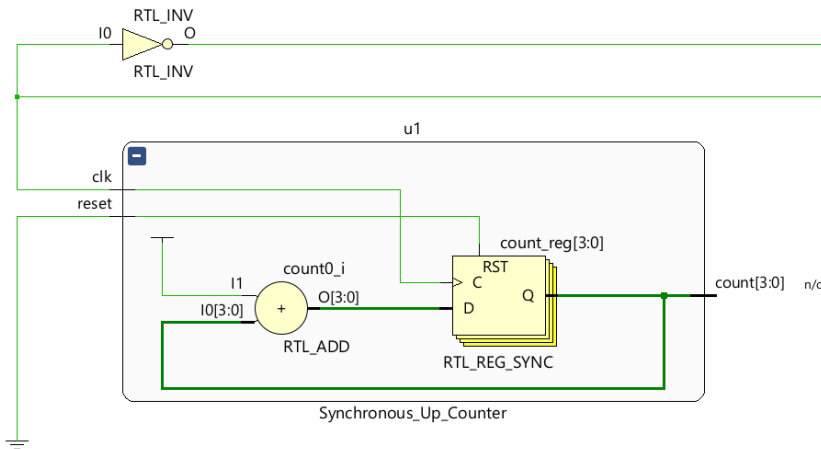 RTL_INV
I0
O
RTL_INV
u1
clk
reset
count_reg[3:0]
RST
count0_i
C
count[3:0]
I1
O[3:0]
Q
I0[3:0]
+
D
RTL_ADD
RTL_REG_SYNC
Synchronous_Up_Counter